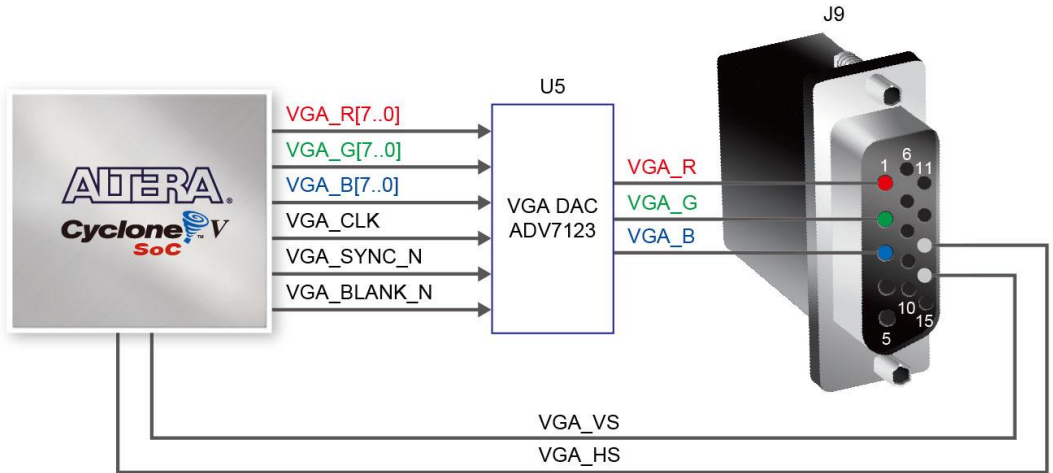 J9
U5
ALTERA®
Cyclone™ V
SoC
VGA_R[7..0]
VGA_G[7..0]
VGA_B[7..0]
VGA_CLK
VGA_SYNC_N
VGA_BLANK_N
VGA DAC
ADV7123
VGA_R
VGA_G
VGA_B
1
6
11
10
15
5
VGA_VS
VGA_HS